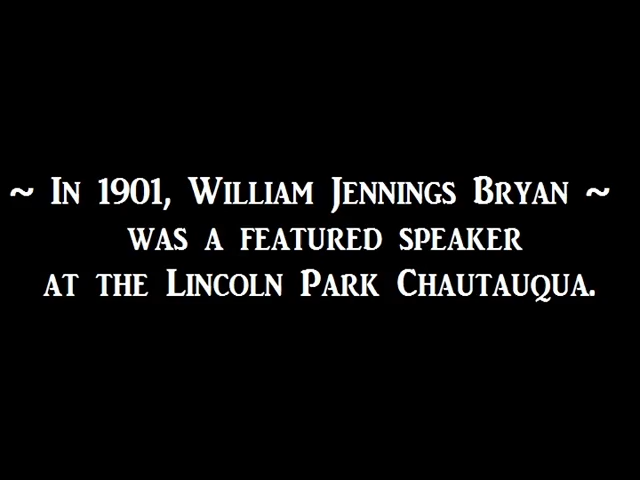 ~ In 1901, William Jennings Bryan ~
was a featured speaker
at the Lincoln Park Chautauqua.